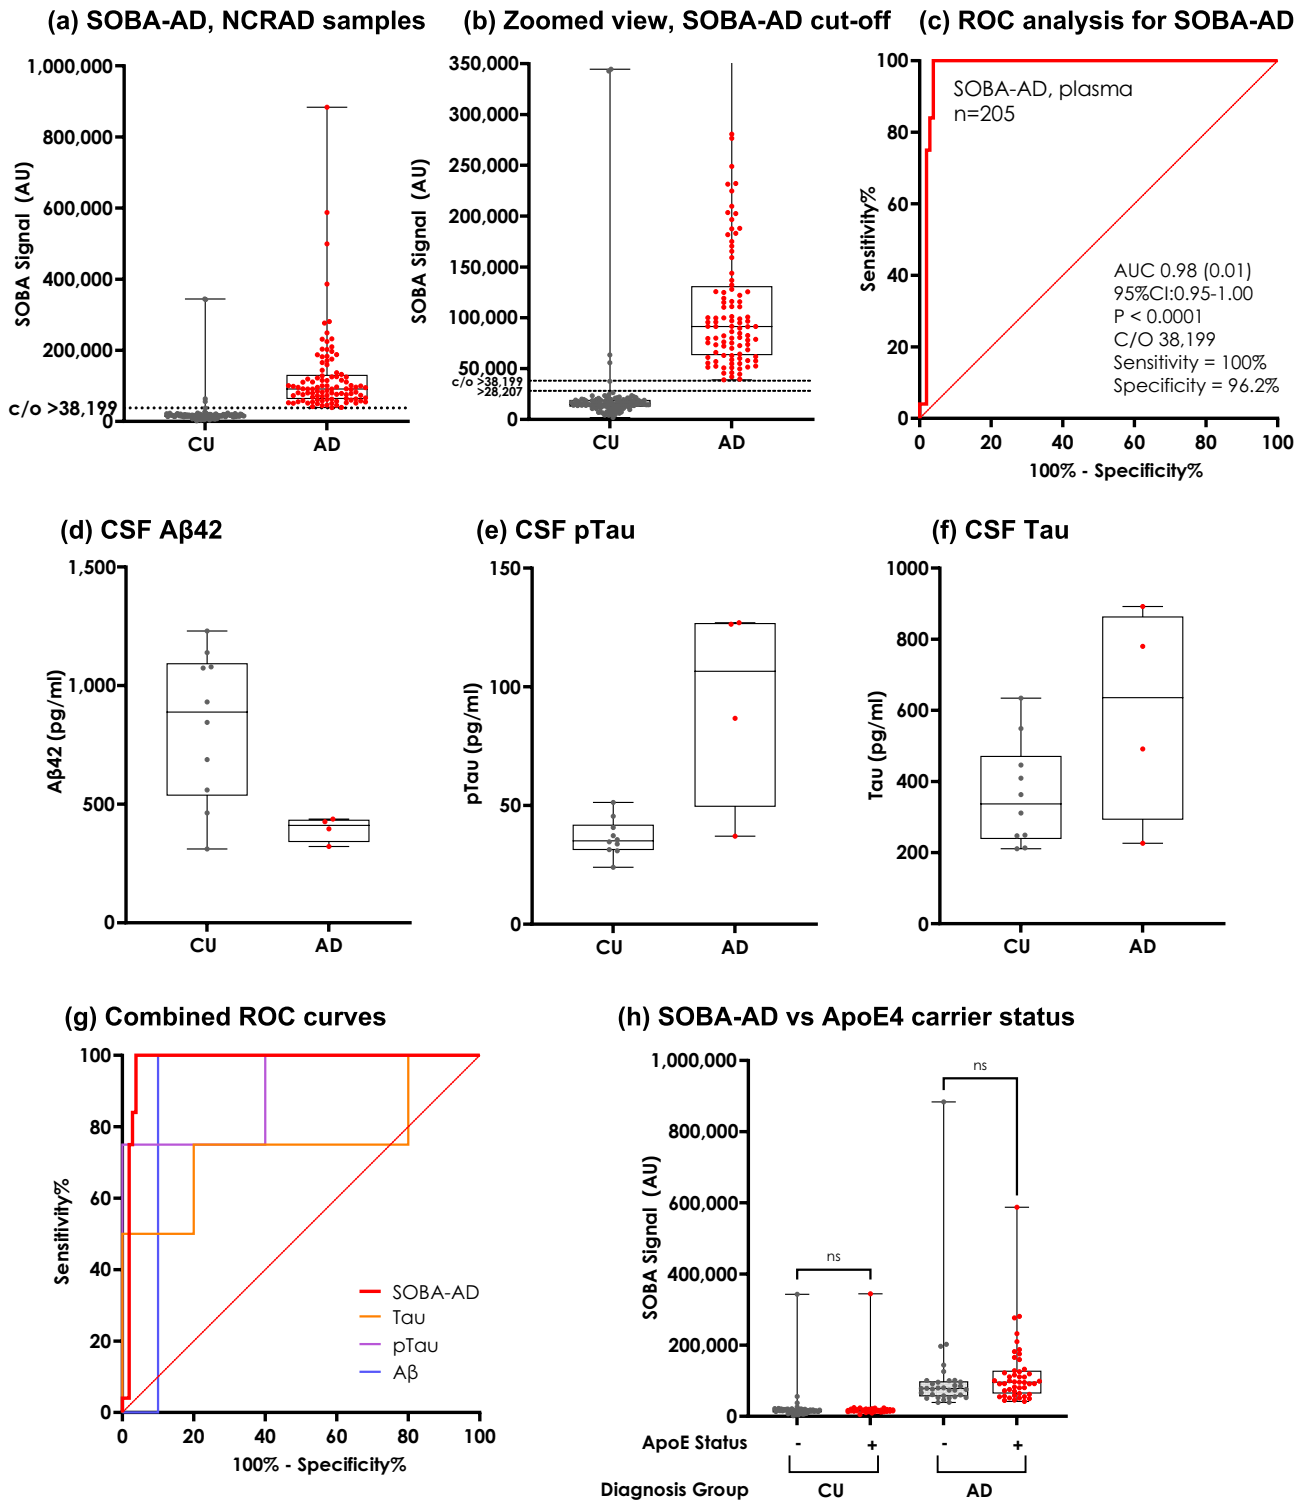 (a) SOBA-AD, NCRAD samples
1,000,000
800,000
600,000
400,000
200,000
c/o >38,199
0
SOBA Signal (AU)
CU
AD
(b) Zoomed view, SOBA-AD cut-off
350,000
300,000
250,000
200,000
150,000
100,000
50,000
c/o >38,199
>28,207
0
SOBA Signal (AU)
CU
AD
(c) ROC analysis for SOBA-AD
100
80
60
40
20
0
Sensitivity%
SOBA-AD, plasma
n=205
AUC 0.98 (0.01)
95%CI:0.95-1.00
P < 0.0001
C/O 38,199
Sensitivity = 100%
Specificity = 96.2%
0 20 40 60 80 100
100% - Specificity%
(d) CSF Aβ42
1,500
1,000
500
0
Aβ42 (pg/ml)
CU
AD
(e) CSF pTau
150
100
50
0
pTau (pg/ml)
CU
AD
(f) CSF Tau
1000
800
600
400
200
0
Tau (pg/ml)
CU
AD
(g) Combined ROC curves
100
80
60
40
20
0
Sensitivity%
SOBA-AD
Tau
pTau
Aβ
0 20 40 60 80 100
100% - Specificity%
(h) SOBA-AD vs ApoE4 carrier status
1,000,000
800,000
600,000
400,000
200,000
0
SOBA Signal (AU)
ns
ns
ApoE Status - + - +
Diagnosis Group CU AD